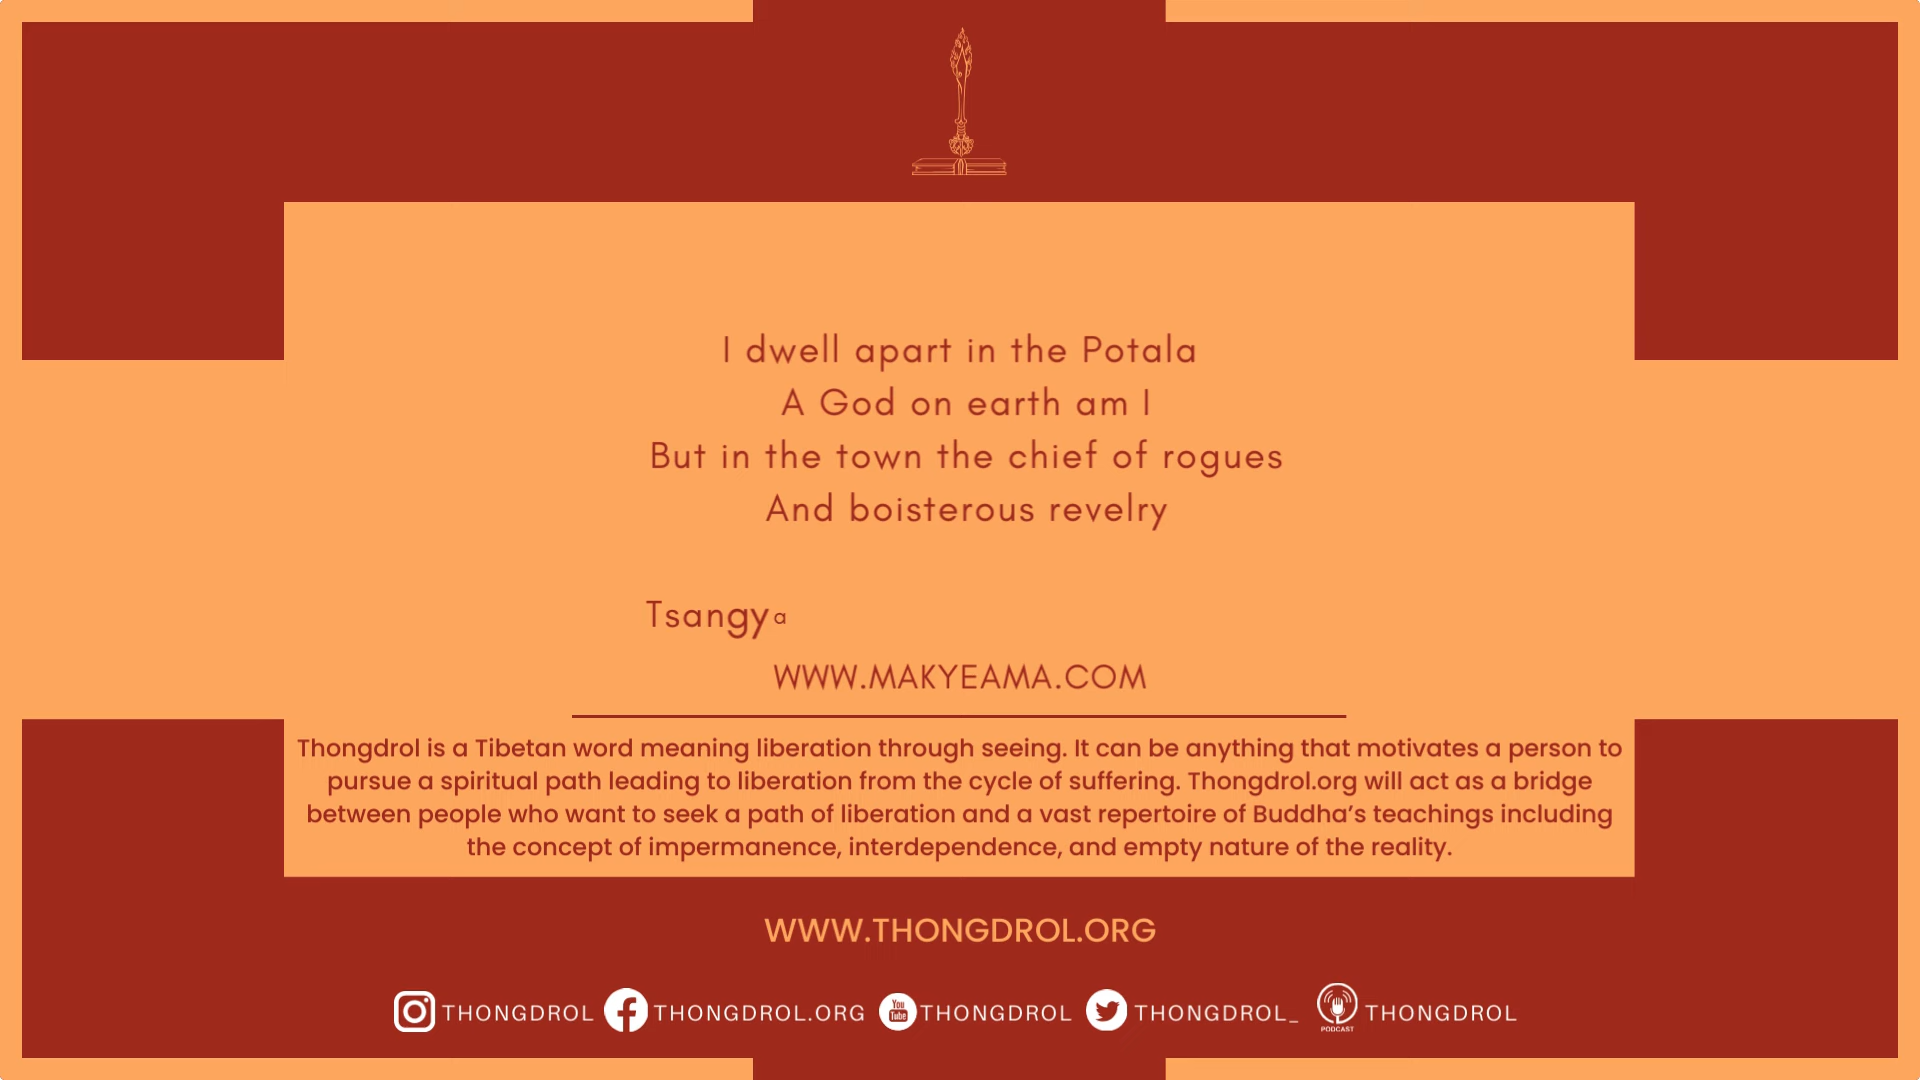 I dwell apart in the Potala
A God on earth am I
But in the town the chief of rogues
And boisterous revelry
Tsangya
WWW.MAKYEAMA.COM
Thongdrol is a Tibetan word meaning liberation through seeing. It can be anything that motivates a person to
pursue a spiritual path leading to liberation from the cycle of suffering. Thongdrol.org will act as a bridge
between people who want to seek a path of liberation and a vast repertoire of Buddha’s teachings including
the concept of impermanence, interdependence, and empty nature of the reality.
WWW.THONGDROL.ORG
THONGDROL THONGDROL.ORG You Tube THONGDROL THONGDROL_ PODCAST THONGDROL